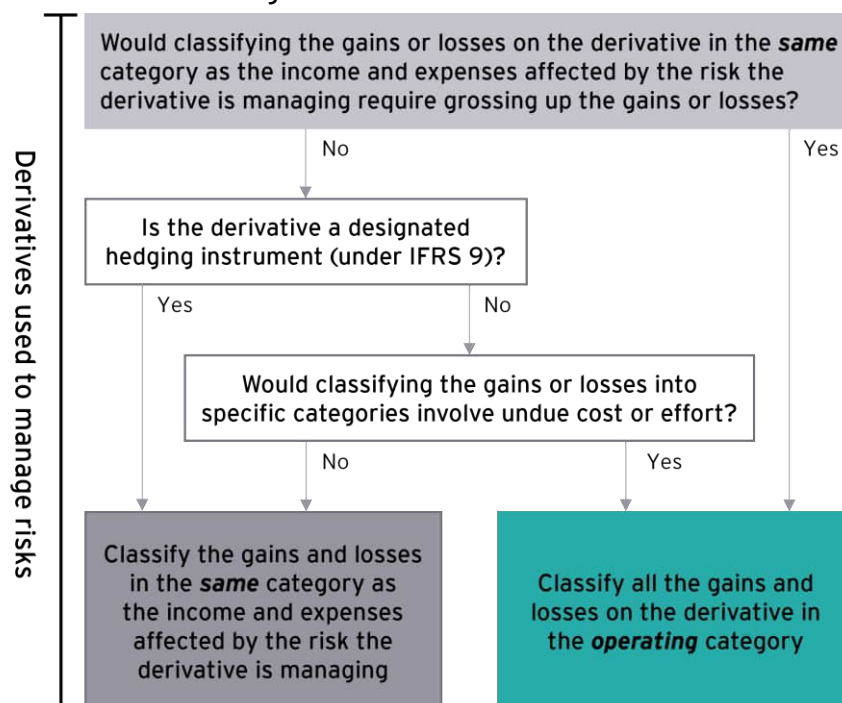 Derivatives used to manage risks
Would classifying the gains or losses on the derivative in the same
category as the income and expenses affected by the risk the
derivative is managing require grossing up the gains or losses?
No
Yes
Is the derivative a designated
hedging instrument (under IFRS 9)?
Yes
No
Would classifying the gains or losses into
specific categories involve undue cost or effort?
No
Yes
Classify the gains and losses
in the same category as
the income and expenses
affected by the risk the
derivative is managing
Classify all the gains and
losses on the derivative in
the operating category